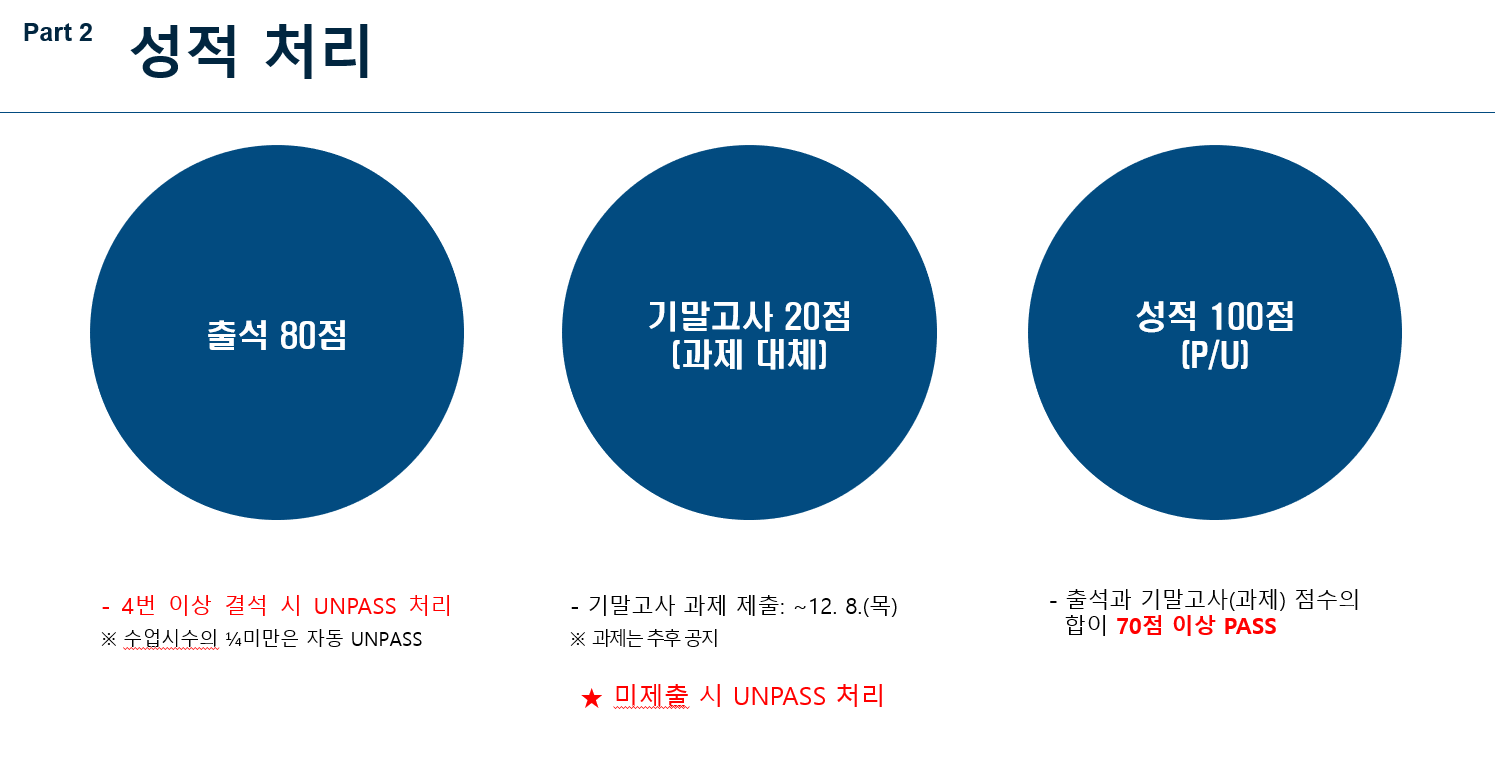 Part 2
성적 처리
출석 80점
기말고사 20점
(과제 대체)
성적 100점
(P/U)
- 4번 이상 결석 시 UNPASS 처리
※ 수업시수의 ¼미만은 자동 UNPASS
- 기말고사 과제 제출: ~12. 8.(목)
※ 과제는 추후 공지
★ 미제출 시 UNPASS 처리
- 출석과 기말고사(과제) 점수의
합이 70점 이상 PASS